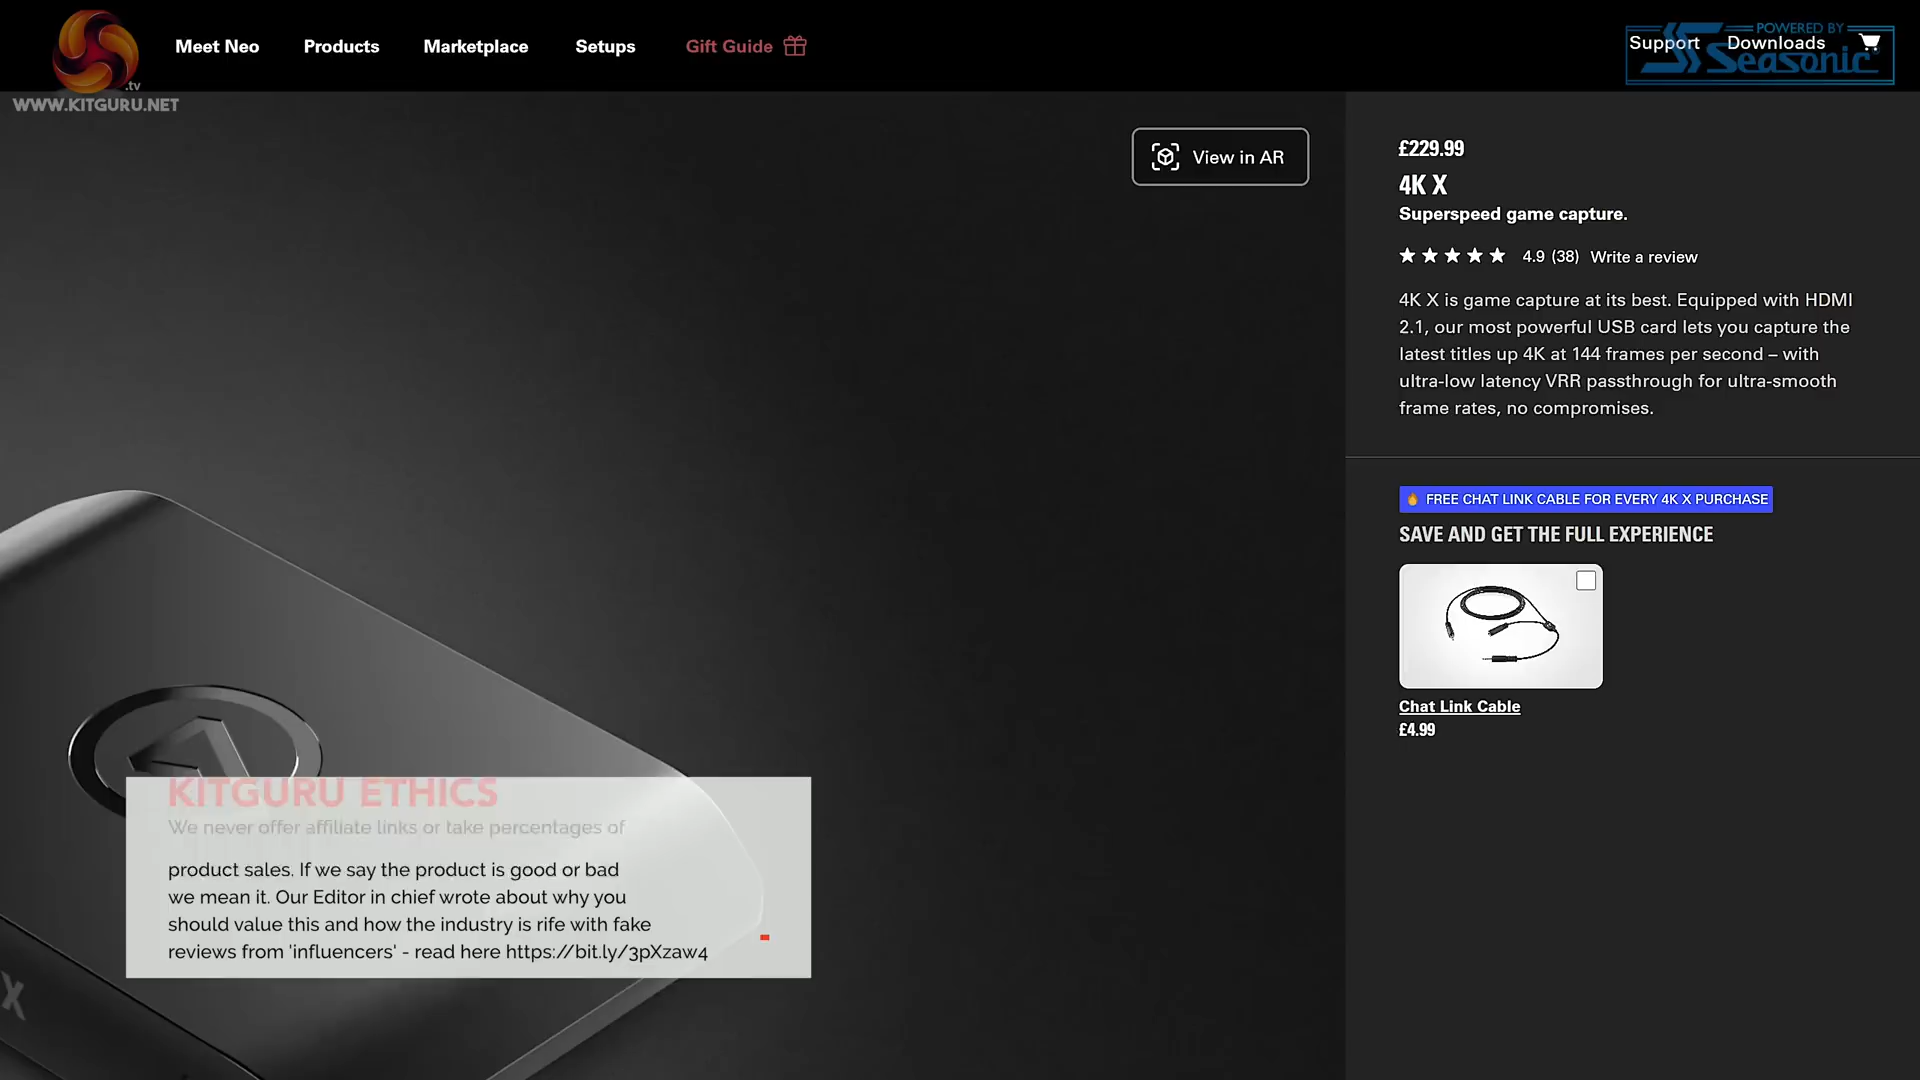 .tv
WWW.KITGURU.NET
Meet Neo
Products
Marketplace
Setups
Gift Guide
POWERED BY
Seasonic
Support
Downloads
View in AR
£229.99
4K X
Superspeed game capture.
4.9 (38) Write a review
4K X is game capture at its best. Equipped with HDMI
2.1, our most powerful USB card lets you capture the
latest titles up 4K at 144 frames per second – with
ultra-low latency VRR passthrough for ultra-smooth
frame rates, no compromises.
FREE CHAT LINK CABLE FOR EVERY 4K X PURCHASE
SAVE AND GET THE FULL EXPERIENCE
Chat Link Cable
£4.99
KITGURU ETHICS
We never offer affiliate links or take percentages of
product sales. If we say the product is good or bad
we mean it. Our Editor in chief wrote about why you
should value this and how the industry is rife with fake
reviews from 'influencers' - read here https://bit.ly/3pXzaw4
X